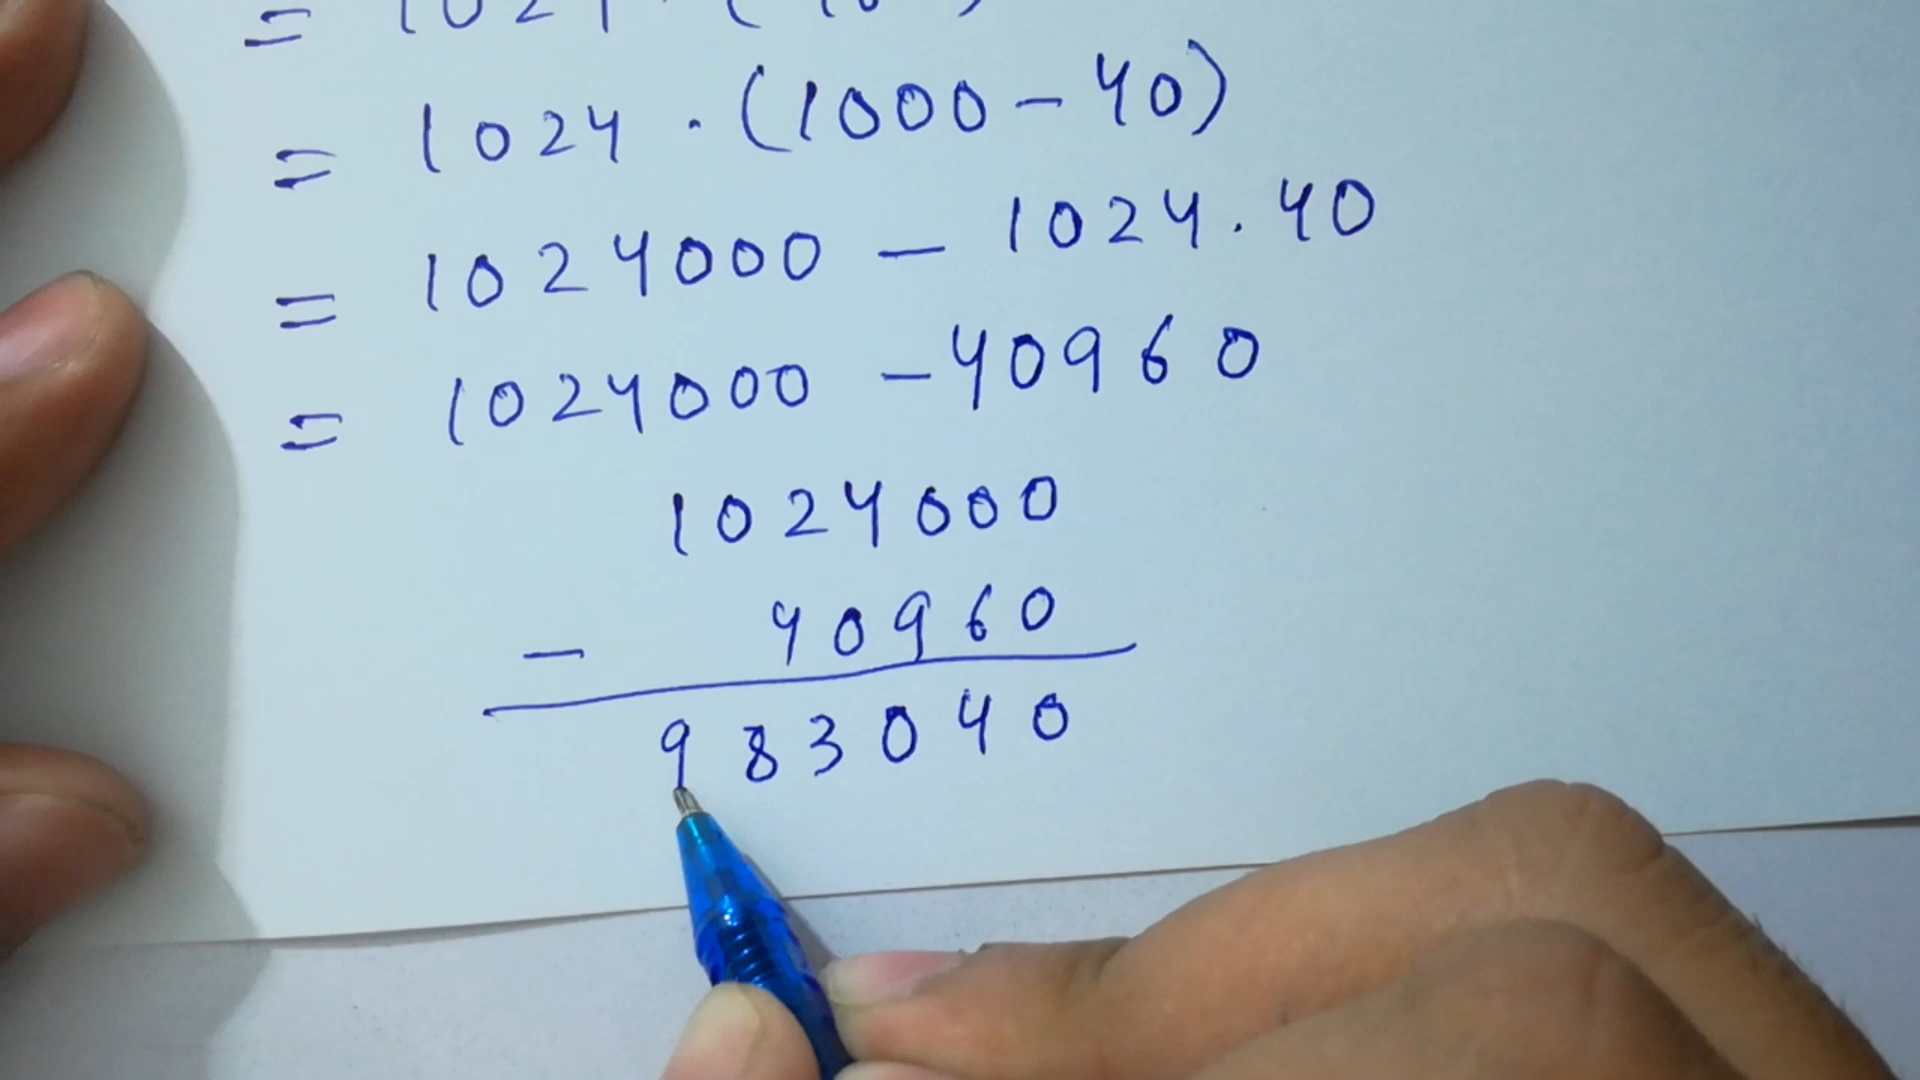 = 1024 · (1000 - 40)
= 1024000 - 1024.40
= 1024000 - 40960
1024000
- 40960
983040